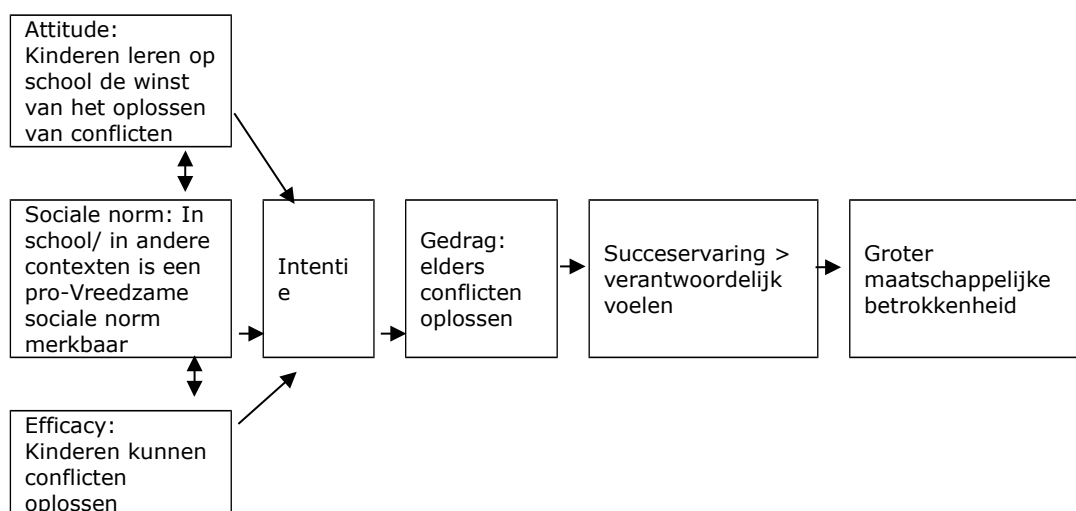 Attitude:
Kinderen leren op
school de winst
van het oplossen
van conflicten
Sociale norm: In
school/ in andere
contexten is een
pro-Vreedzame
sociale norm
merkbaar
Intenti
e
Gedrag:
elders
conflicten
oplossen
Succeservaring >
verantwoordelijk
voelen
Groter
maatschappelijke
betrokkenheid
Efficacy:
Kinderen kunnen
conflicten
oplossen